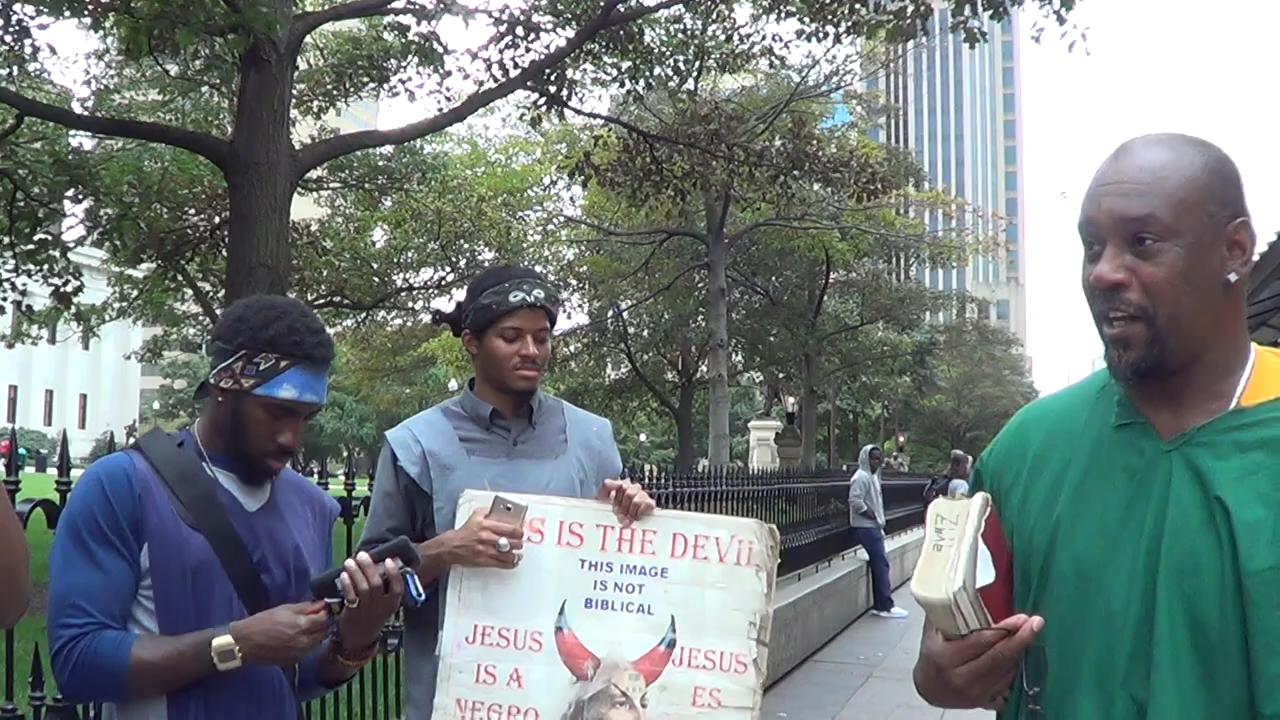 S IS THE DEVIL
THIS IMAGE
IS NOT
BIBLICAL
JESUS
IS A
NEGRO
JESUS
ES